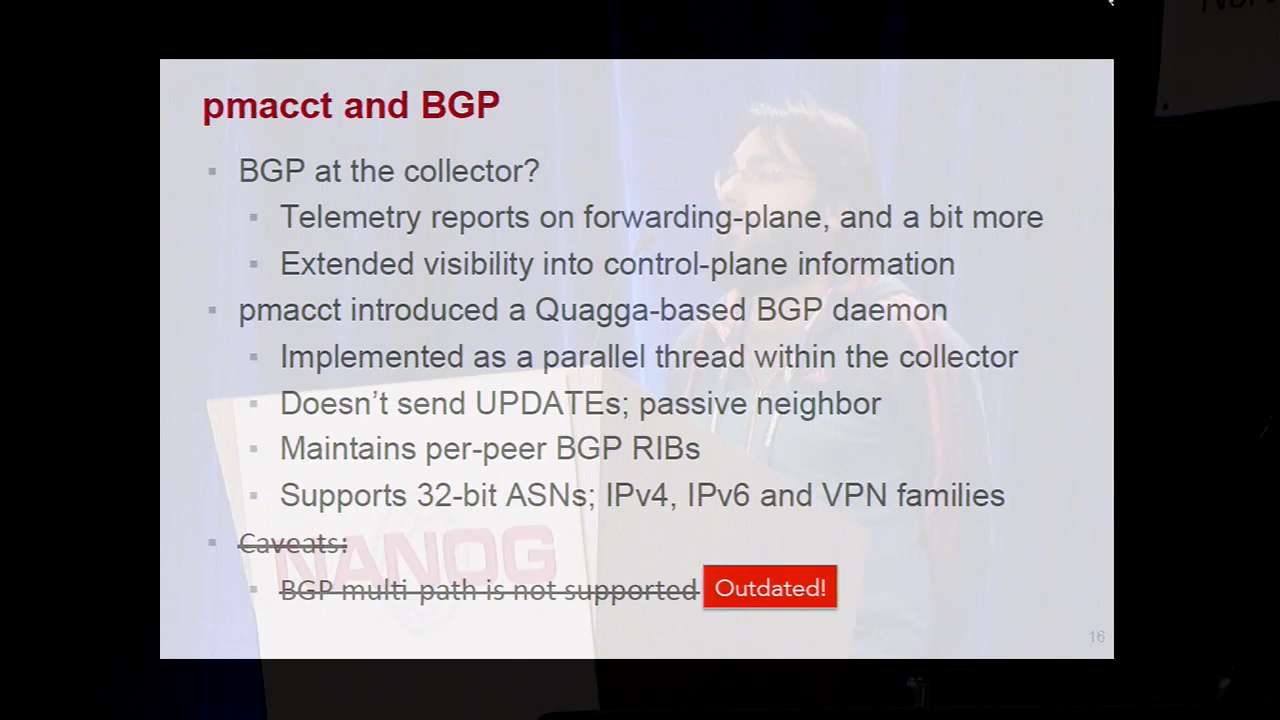 pmacct and BGP
BGP at the collector?
Telemetry reports on forwarding-plane, and a bit more
Extended visibility into control-plane information
pmacct introduced a Quagga-based BGP daemon
Implemented as a parallel thread within the collector
Doesn't send UPDATEs; passive neighbor
Maintains per-peer BGP RIBs
Supports 32-bit ASNs; IPv4, IPv6 and VPN families
Caveats:
NANOG
BGP multi-path is not supported Outdated!
16